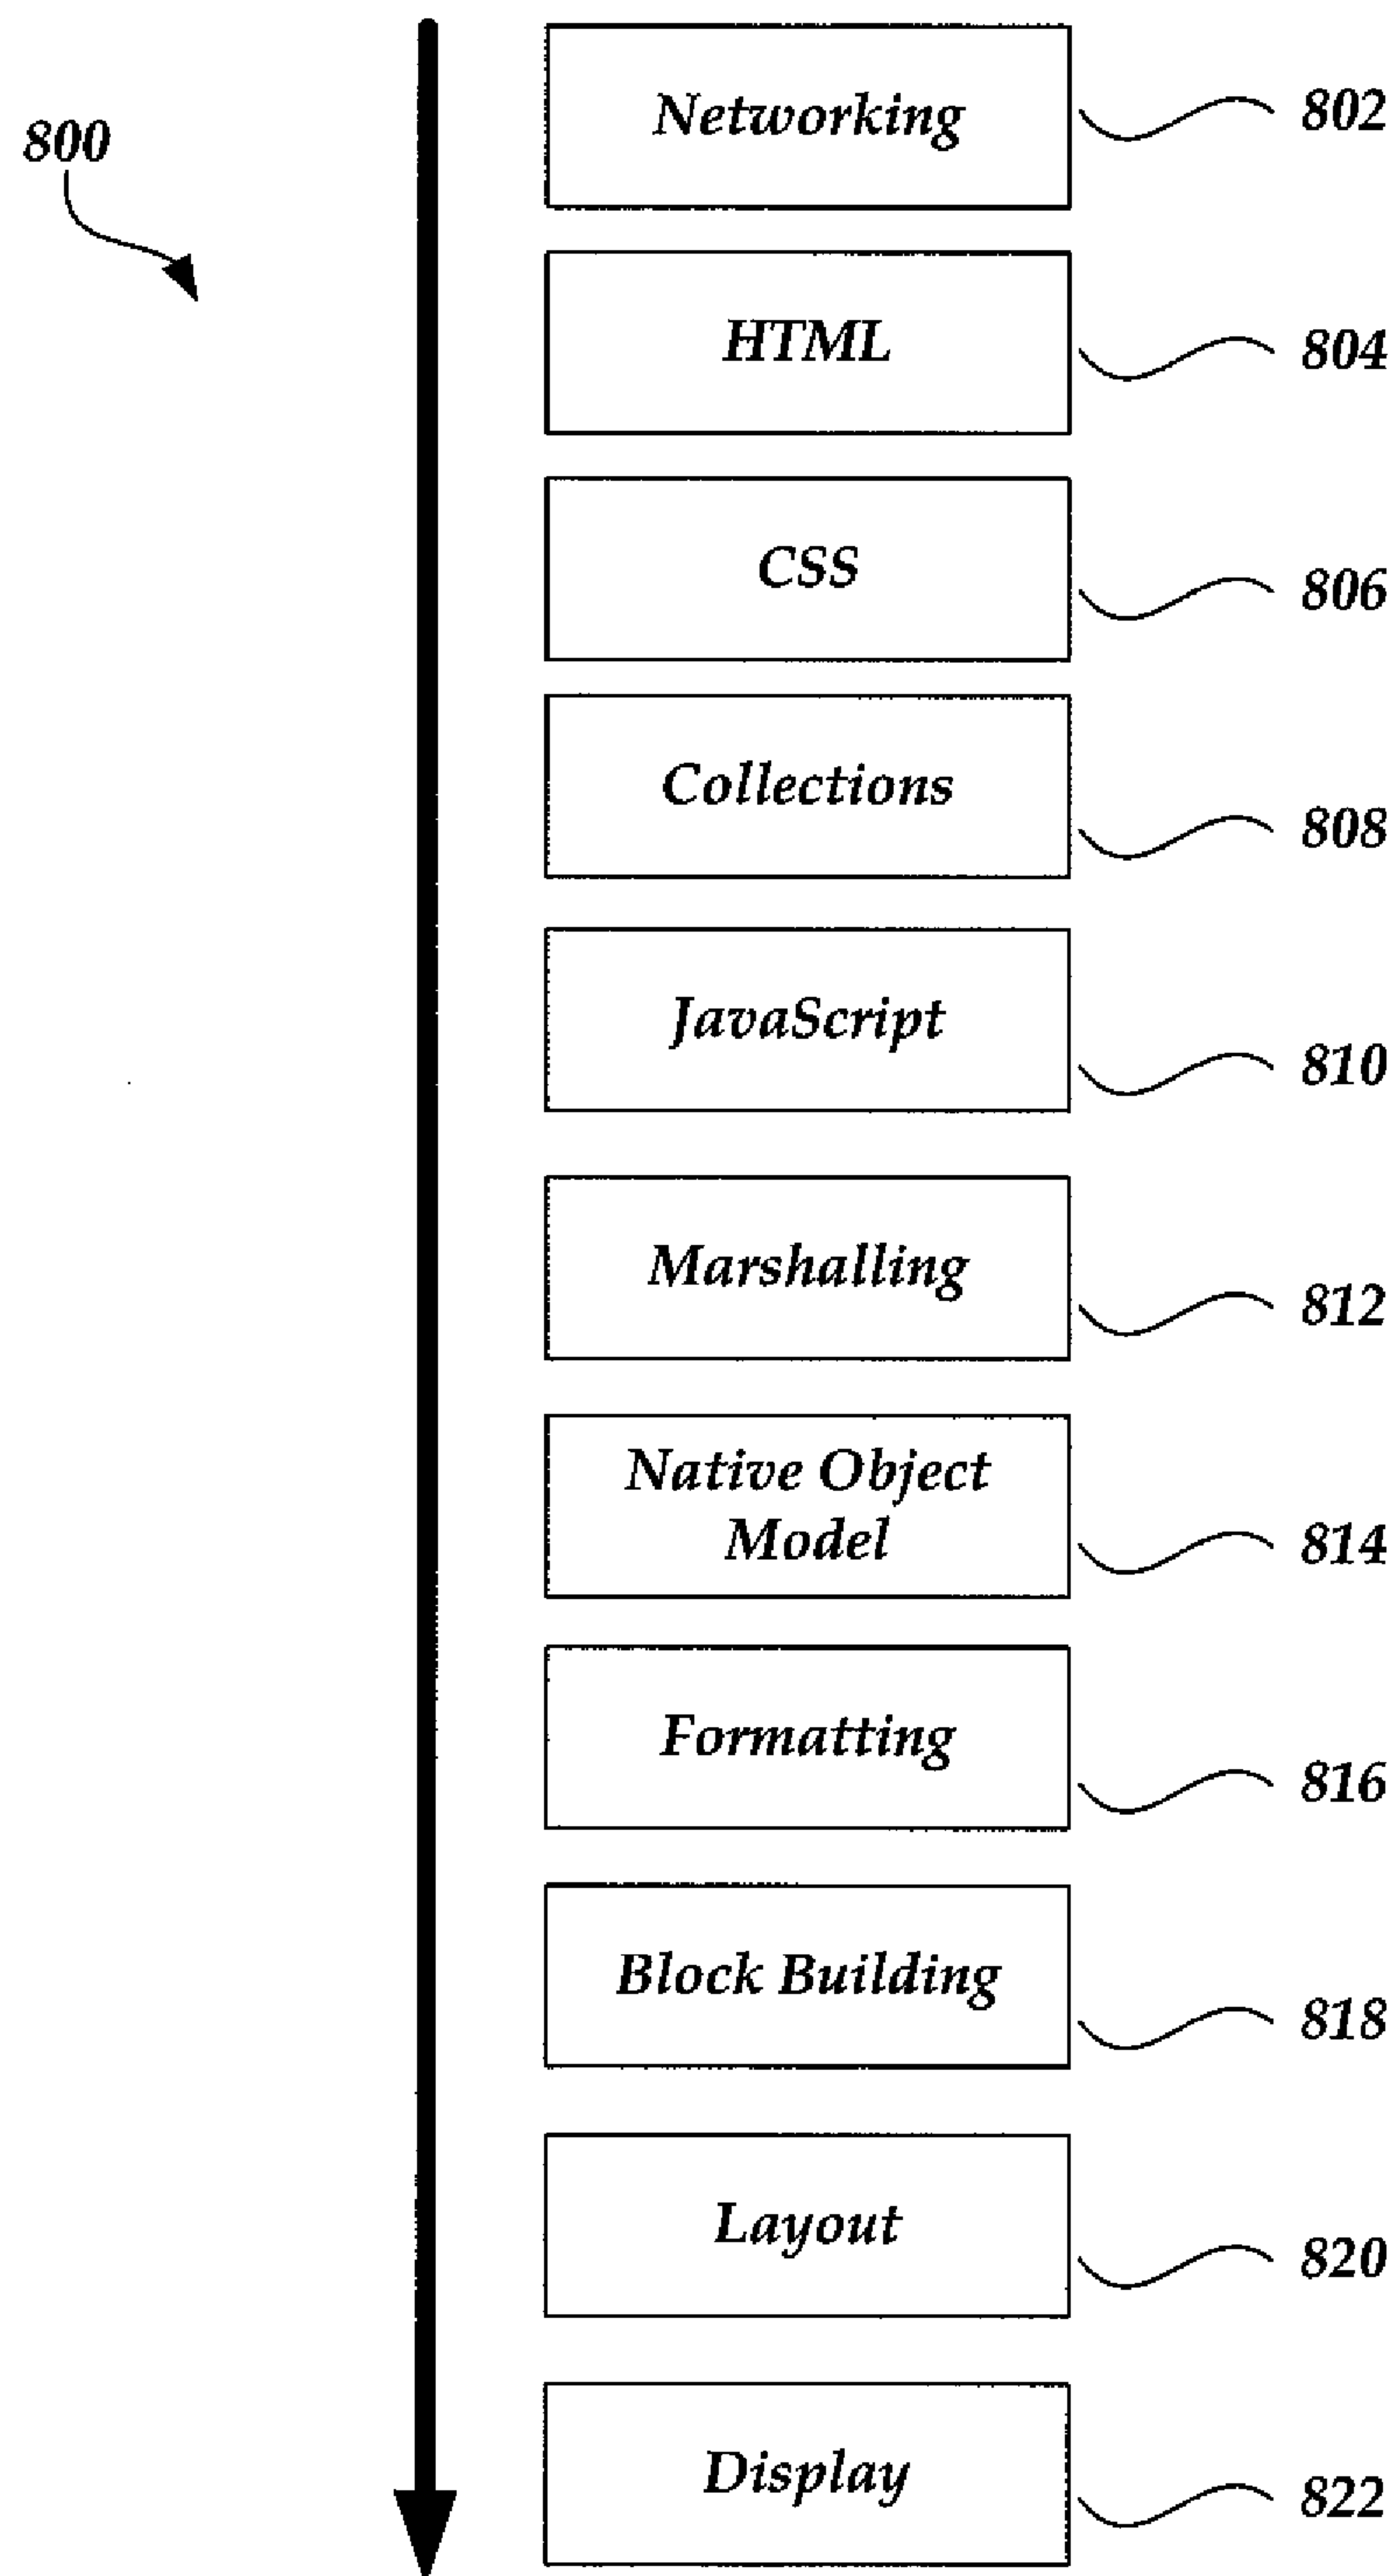 800
Networking
802
HTML
804
CSS
806
Collections
808
JavaScript
810
Marshalling
812
Native Object
Model
814
Formatting
816
Block Building
818
Layout
820
Display
822